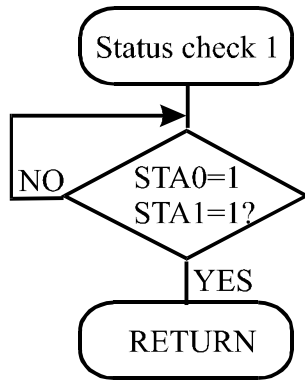 Status check 1
NO
STA0=1
STA1=1?
YES
RETURN